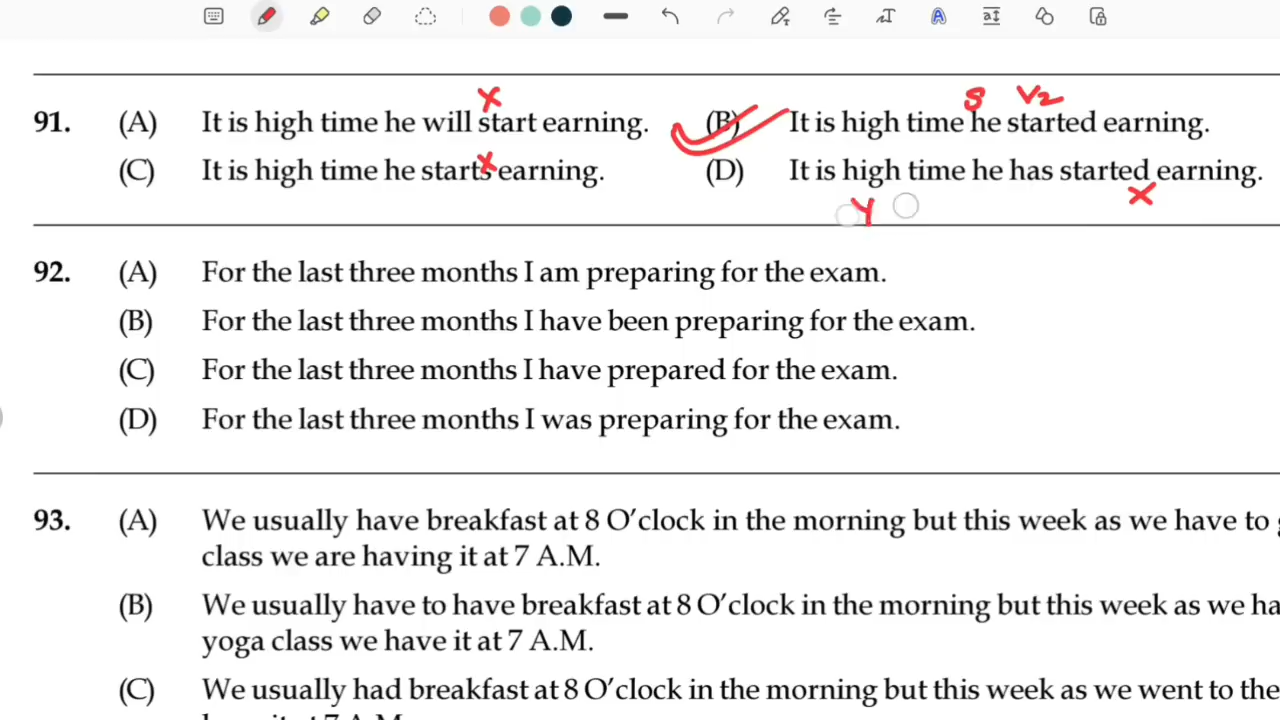 91. (A) It is high time he will start earning. (B) It is high time he started earning.
X S V2
(C) It is high time he starts earning. (D) It is high time he has started earning.
X X
Y
92. (A) For the last three months I am preparing for the exam.
(B) For the last three months I have been preparing for the exam.
(C) For the last three months I have prepared for the exam.
(D) For the last three months I was preparing for the exam.
93. (A) We usually have breakfast at 8 O'clock in the morning but this week as we have to
class we are having it at 7 A.M.
(B) We usually have to have breakfast at 8 O'clock in the morning but this week as we ha
yoga class we have it at 7 A.M.
(C) We usually had breakfast at 8 O'clock in the morning but this week as we went to the